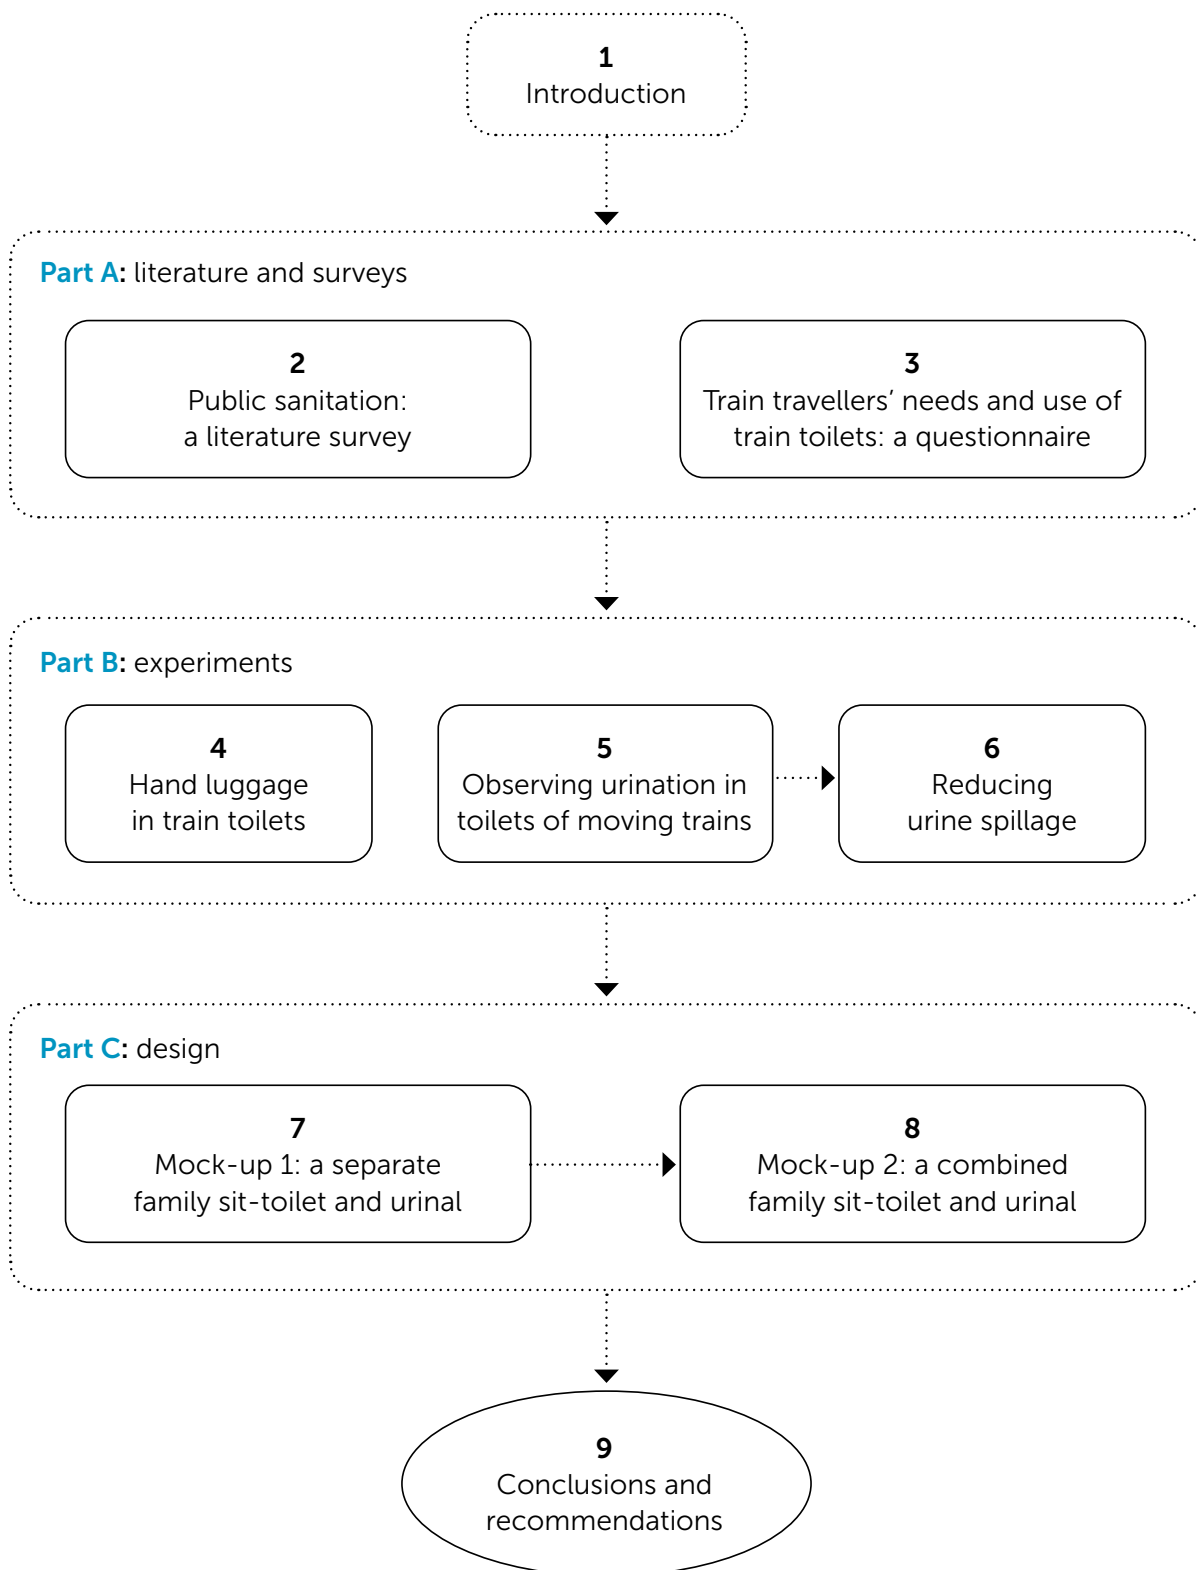 1
Introduction
Part A: literature and surveys
2
Public sanitation:
a literature survey
3
Train travellers’ needs and use of
train toilets: a questionnaire
Part B: experiments
4
Hand luggage
in train toilets
5
Observing urination in
toilets of moving trains
6
Reducing
urine spillage
Part C: design
7
Mock-up 1: a separate
family sit-toilet and urinal
8
Mock-up 2: a combined
family sit-toilet and urinal
9
Conclusions and
recommendations